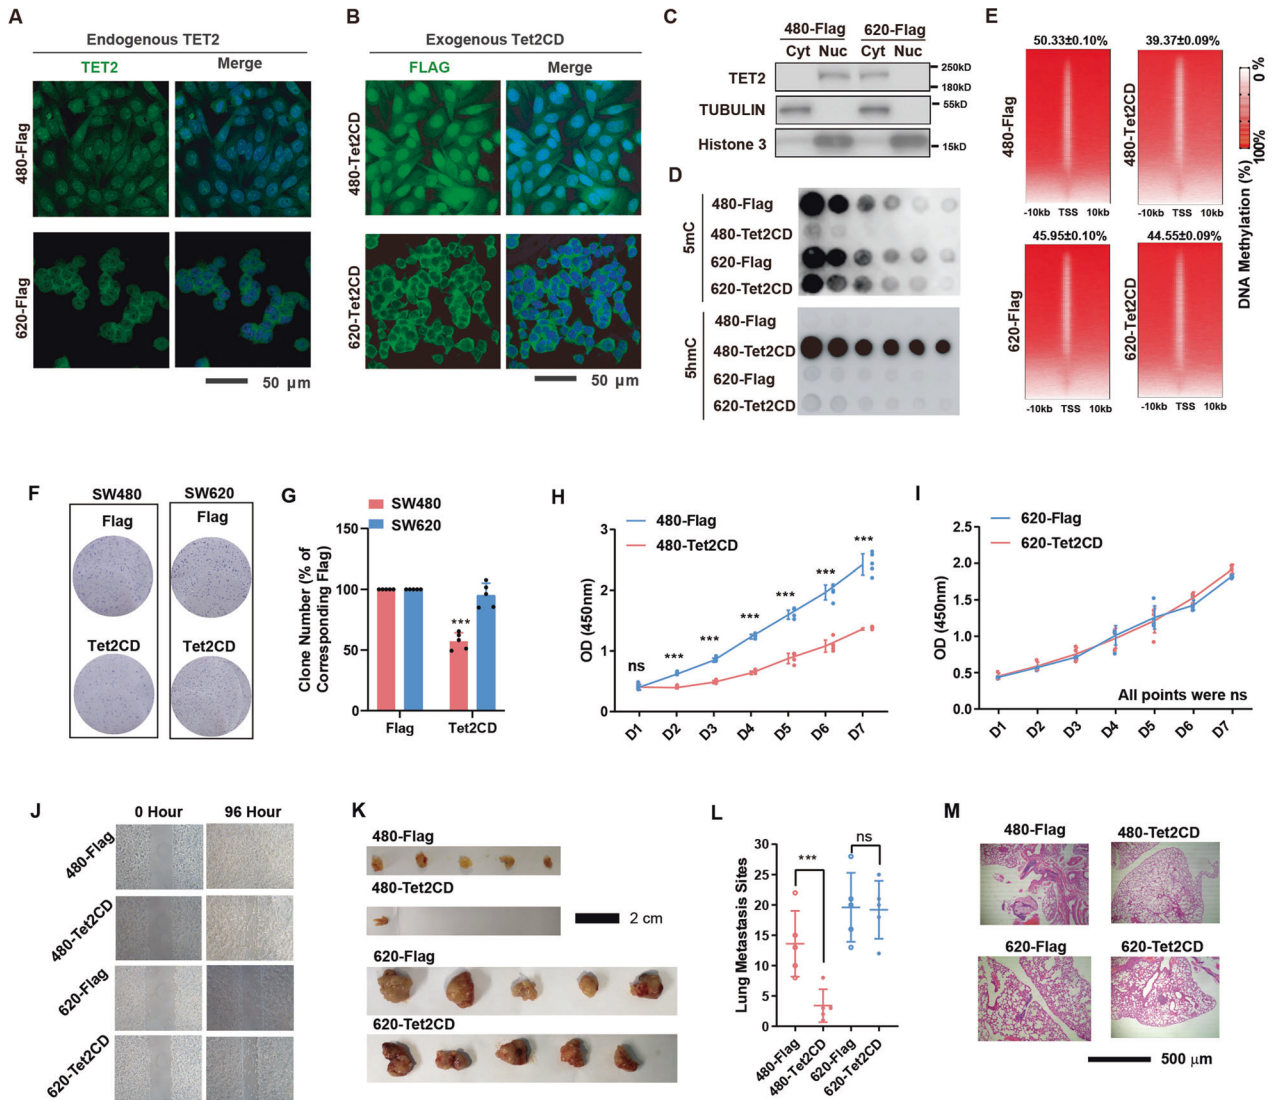 A
Endogenous TET2
TET2
Merge
480-Flag
620-Flag
50 µm
B
Exogenous Tet2CD
FLAG
Merge
480-Tet2CD
620-Tet2CD
50 µm
C
480-Flag 620-Flag
Cyt Nuc Cyt Nuc
TET2
250kD
180kD
TUBULIN
55kD
Histone 3
15kD
D
5mC
480-Flag
480-Tet2CD
620-Flag
620-Tet2CD
5hmC
480-Flag
480-Tet2CD
620-Flag
620-Tet2CD
E
50.33±0.10%
39.37±0.09%
480-Flag
480-Tet2CD
-10kb TSS 10kb
-10kb TSS 10kb
45.95±0.10%
44.55±0.09%
620-Flag
620-Tet2CD
-10kb TSS 10kb
-10kb TSS 10kb
0 %
100%
DNA Methylation (%)
F
SW480
SW620
Flag
Flag
Tet2CD
Tet2CD
G
SW480
SW620
Clone Number (% of
Corresponding Flag)
150
100
50
0
***
Flag
Tet2CD
H
480-Flag
480-Tet2CD
OD (450nm)
3
2
1
0
ns
***
***
***
***
***
***
D1 D2 D3 D4 D5 D6 D7
I
620-Flag
620-Tet2CD
OD (450nm)
2.5
2.0
1.5
1.0
0.5
0.0
All points were ns
D1 D2 D3 D4 D5 D6 D7
J
0 Hour
96 Hour
480-Flag
480-Tet2CD
620-Flag
620-Tet2CD
K
480-Flag
480-Tet2CD
2 cm
620-Flag
620-Tet2CD
L
Lung Metastasis Sites
30
25
20
15
10
5
0
***
ns
480-Flag
480-Tet2CD
620-Flag
620-Tet2CD
M
480-Flag
480-Tet2CD
620-Flag
620-Tet2CD
500 µm